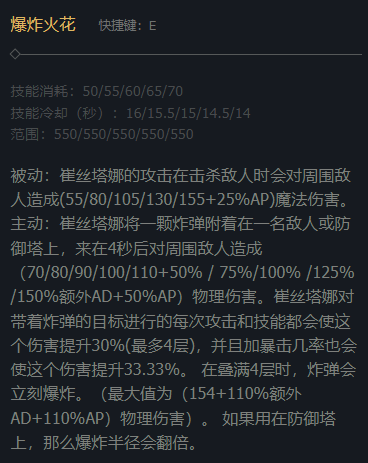 爆炸火花 快捷键：E
技能消耗：50/55/60/65/70
技能冷却（秒）：16/15.5/15/14.5/14
范围：550/550/550/550/550
被动：崔丝塔娜的攻击在击杀敌人时会对周围敌
人造成(55/80/105/130/155+25%AP)魔法伤害。
主动：崔丝塔娜将一颗炸弹附着在一名敌人或防
御塔上，来在4秒后对周围敌人造成
（70/80/90/100/110+50% / 75%/100% /125%
/150%额外AD+50%AP）物理伤害。崔丝塔娜对
带着炸弹的目标进行的每次攻击和技能都会使这
个伤害提升30%(最多4层)，并且加暴击几率也会
使这个伤害提升33.33%。 在叠满4层时，炸弹会
立刻爆炸。（最大值为（154+110%额外
AD+110%AP）物理伤害）。 如果用在防御塔
上，那么爆炸半径会翻倍。